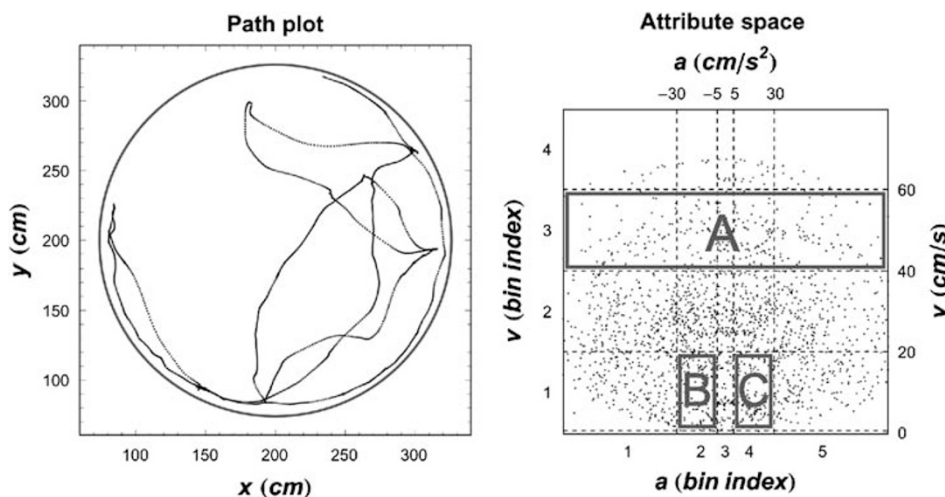 Path plot
300
250
200
150
100
y (cm)
100 150 200 250 300
x (cm)
Attribute space
a (cm/s²)
−30 −5 5 30
4
3
2
1
v (bin index)
A
B C
60
40
20
0
v (cm/s)
1 2 3 4 5
a (bin index)